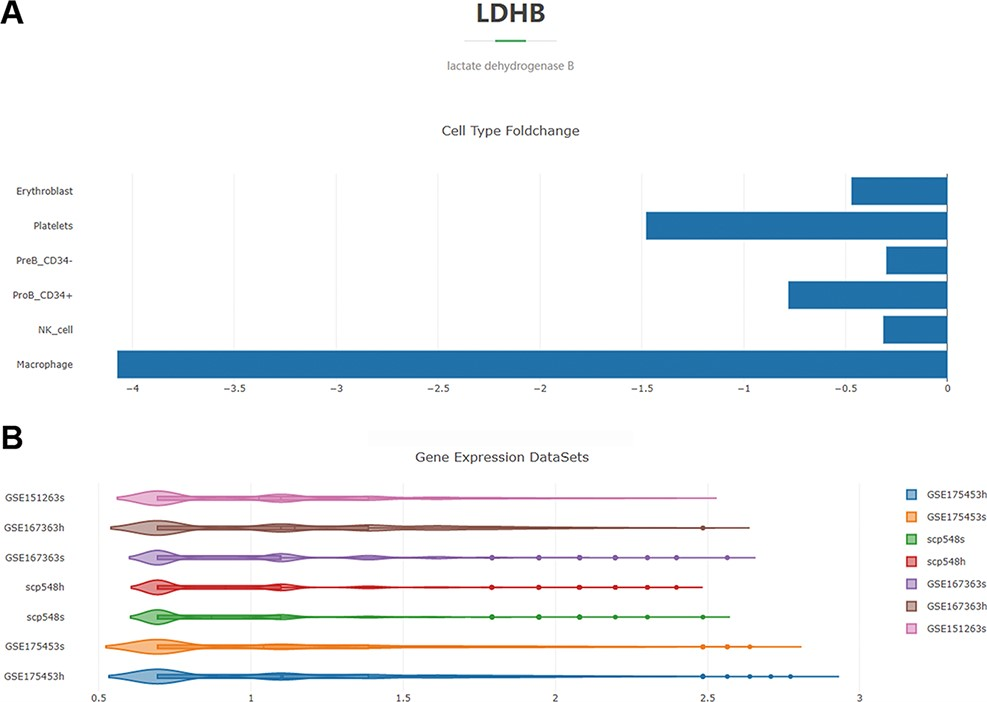 A
LDHB
lactate dehydrogenase B
Cell Type Foldchange
Erythroblast
Platelets
PreB_CD34-
ProB_CD34+
NK_cell
Macrophage
−4 −3.5 −3 −2.5 −2 −1.5 −1 −0.5 0
B
Gene Expression DataSets
GSE151263s
GSE167363h
GSE167363s
scp548h
scp548s
GSE175453s
GSE175453h
0.5 1 1.5 2 2.5 3
GSE175453h
GSE175453s
scp548s
scp548h
GSE167363s
GSE167363h
GSE151263s